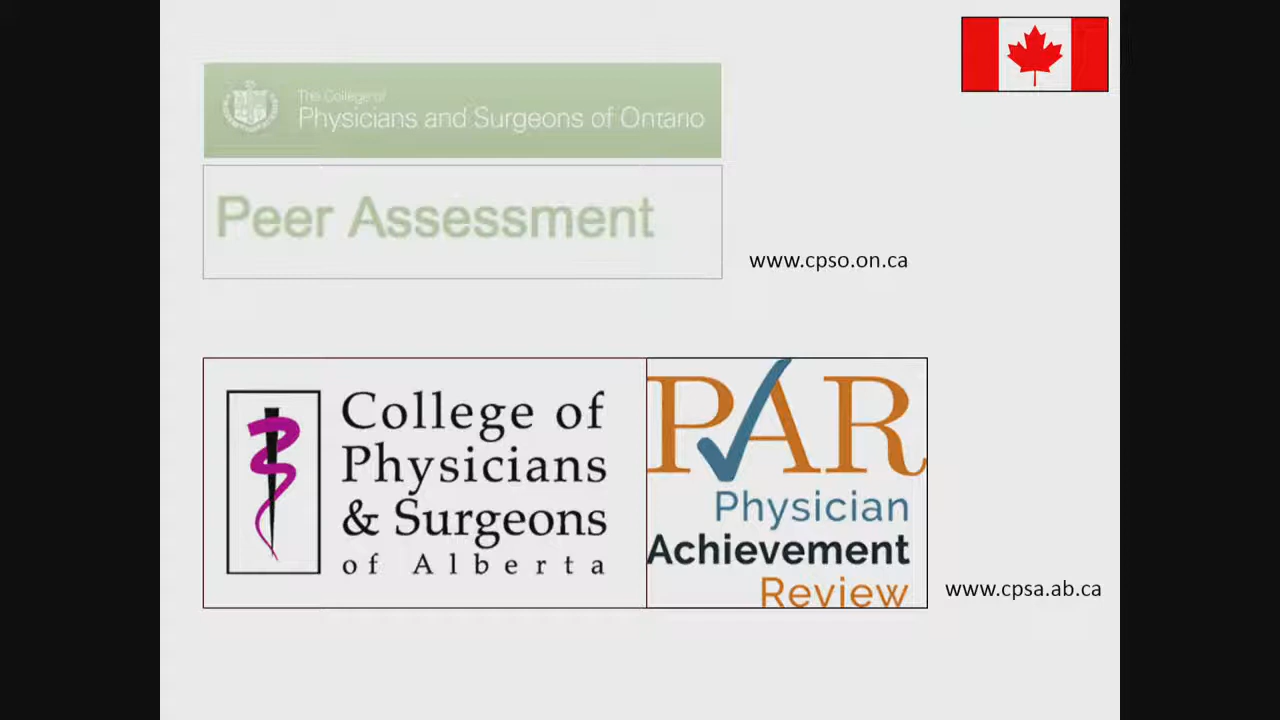 The College of
Physicians and Surgeons of Ontario
Peer Assessment
www.cpso.on.ca
College of
Physicians
& Surgeons
of Alberta
PAR
Physician
Achievement
Review
www.cpsa.ab.ca